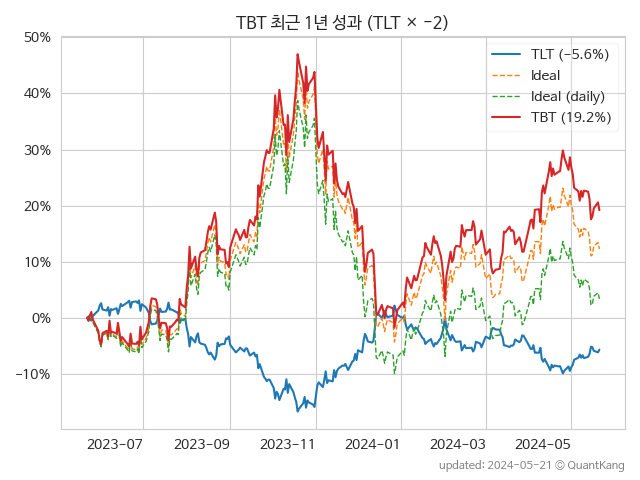 TBT 최근 1년 성과 (TLT × −2)
50%
40%
30%
20%
10%
0%
−10%
TLT (−5.6%)
Ideal
Ideal (daily)
TBT (19.2%)
2023−07 2023−09 2023−11 2024−01 2024−03 2024−05
updated: 2024-05-21 © QuantKang